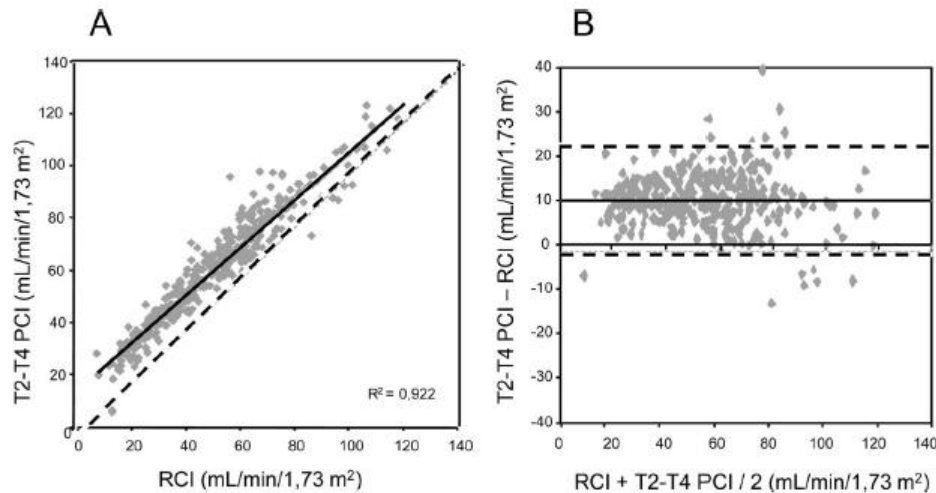 A
T2-T4 PCI (mL/min/1,73 m²)
140
120
100
80
60
40
20
0
0 20 40 60 80 100 120 140
R² = 0,922
RCI (mL/min/1,73 m²)
B
T2-T4 PCI – RCI (mL/min/1,73 m²)
40
30
20
10
0
-10
-20
-30
-40
0 20 40 60 80 100 120 140
RCI + T2-T4 PCI / 2 (mL/min/1,73 m²)